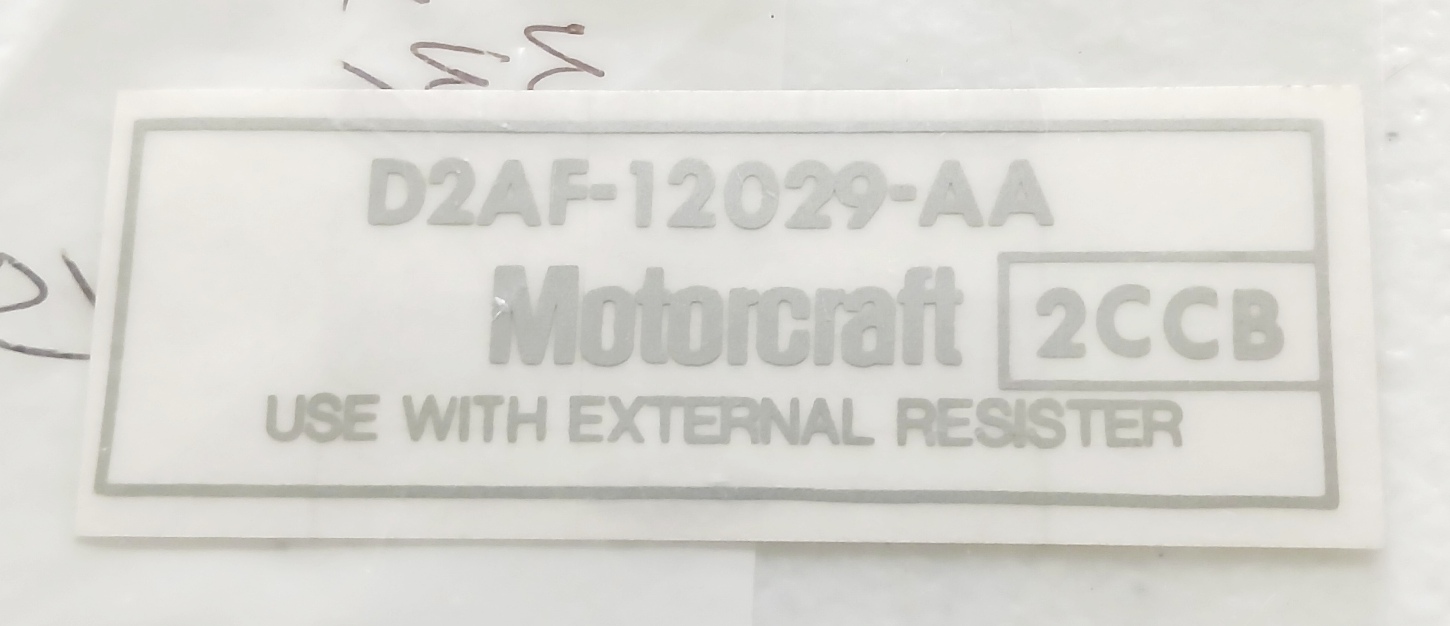 D2AF-12029-AA
Motorcraft
2CCB
USE WITH EXTERNAL RESISTER